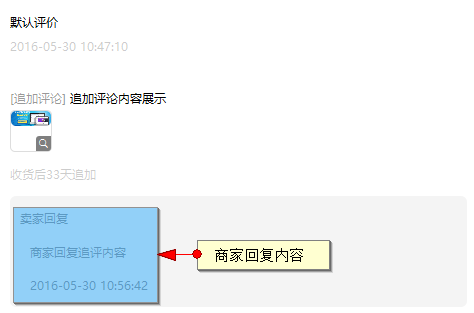 默认评价
2016-05-30 10:47:10
[追加评论] 追加评论内容展示
收货后33天追加
卖家回复
商家回复追评内容
商家回复内容
2016-05-30 10:56:42